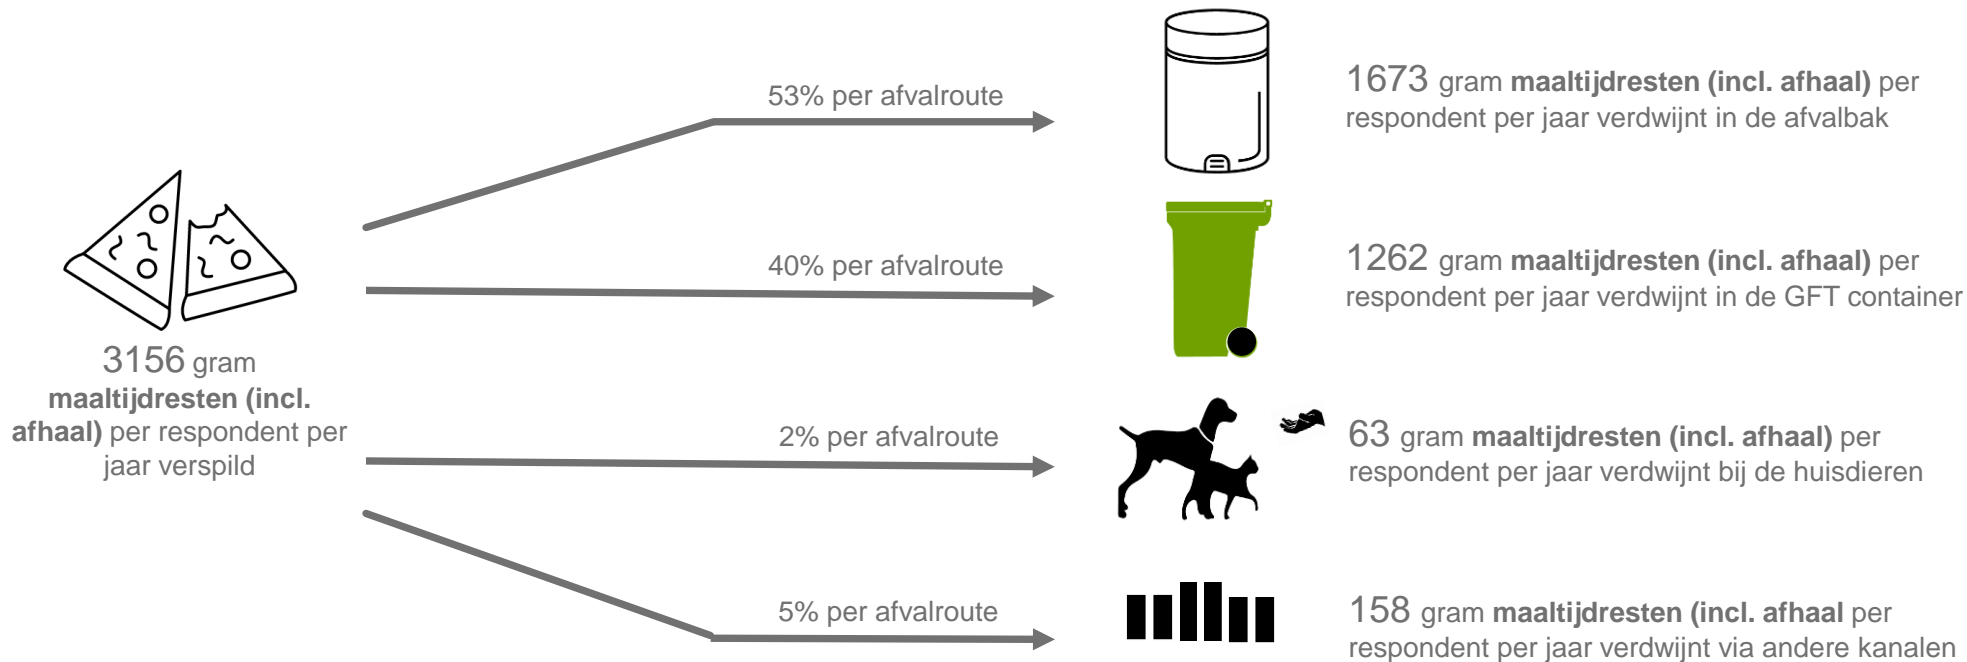 3156 gram
maaltijdresten (incl.
afhaal) per respondent per
jaar verspild
53% per afvalroute
1673 gram maaltijdresten (incl. afhaal) per
respondent per jaar verdwijnt in de afvalbak
40% per afvalroute
1262 gram maaltijdresten (incl. afhaal) per
respondent per jaar verdwijnt in de GFT container
2% per afvalroute
63 gram maaltijdresten (incl. afhaal) per
respondent per jaar verdwijnt bij de huisdieren
5% per afvalroute
158 gram maaltijdresten (incl. afhaal per
respondent per jaar verdwijnt via andere kanalen